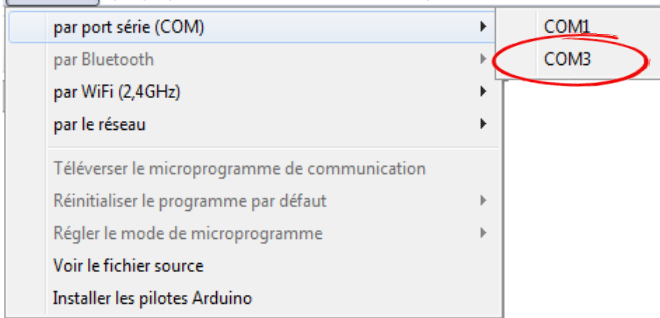 par port série (COM)
COM1
par Bluetooth
COM3
par WiFi (2,4GHz)
par le réseau
Téléverser le microprogramme de communication
Réinitialiser le programme par défaut
Régler le mode de microprogramme
Voir le fichier source
Installer les pilotes Arduino